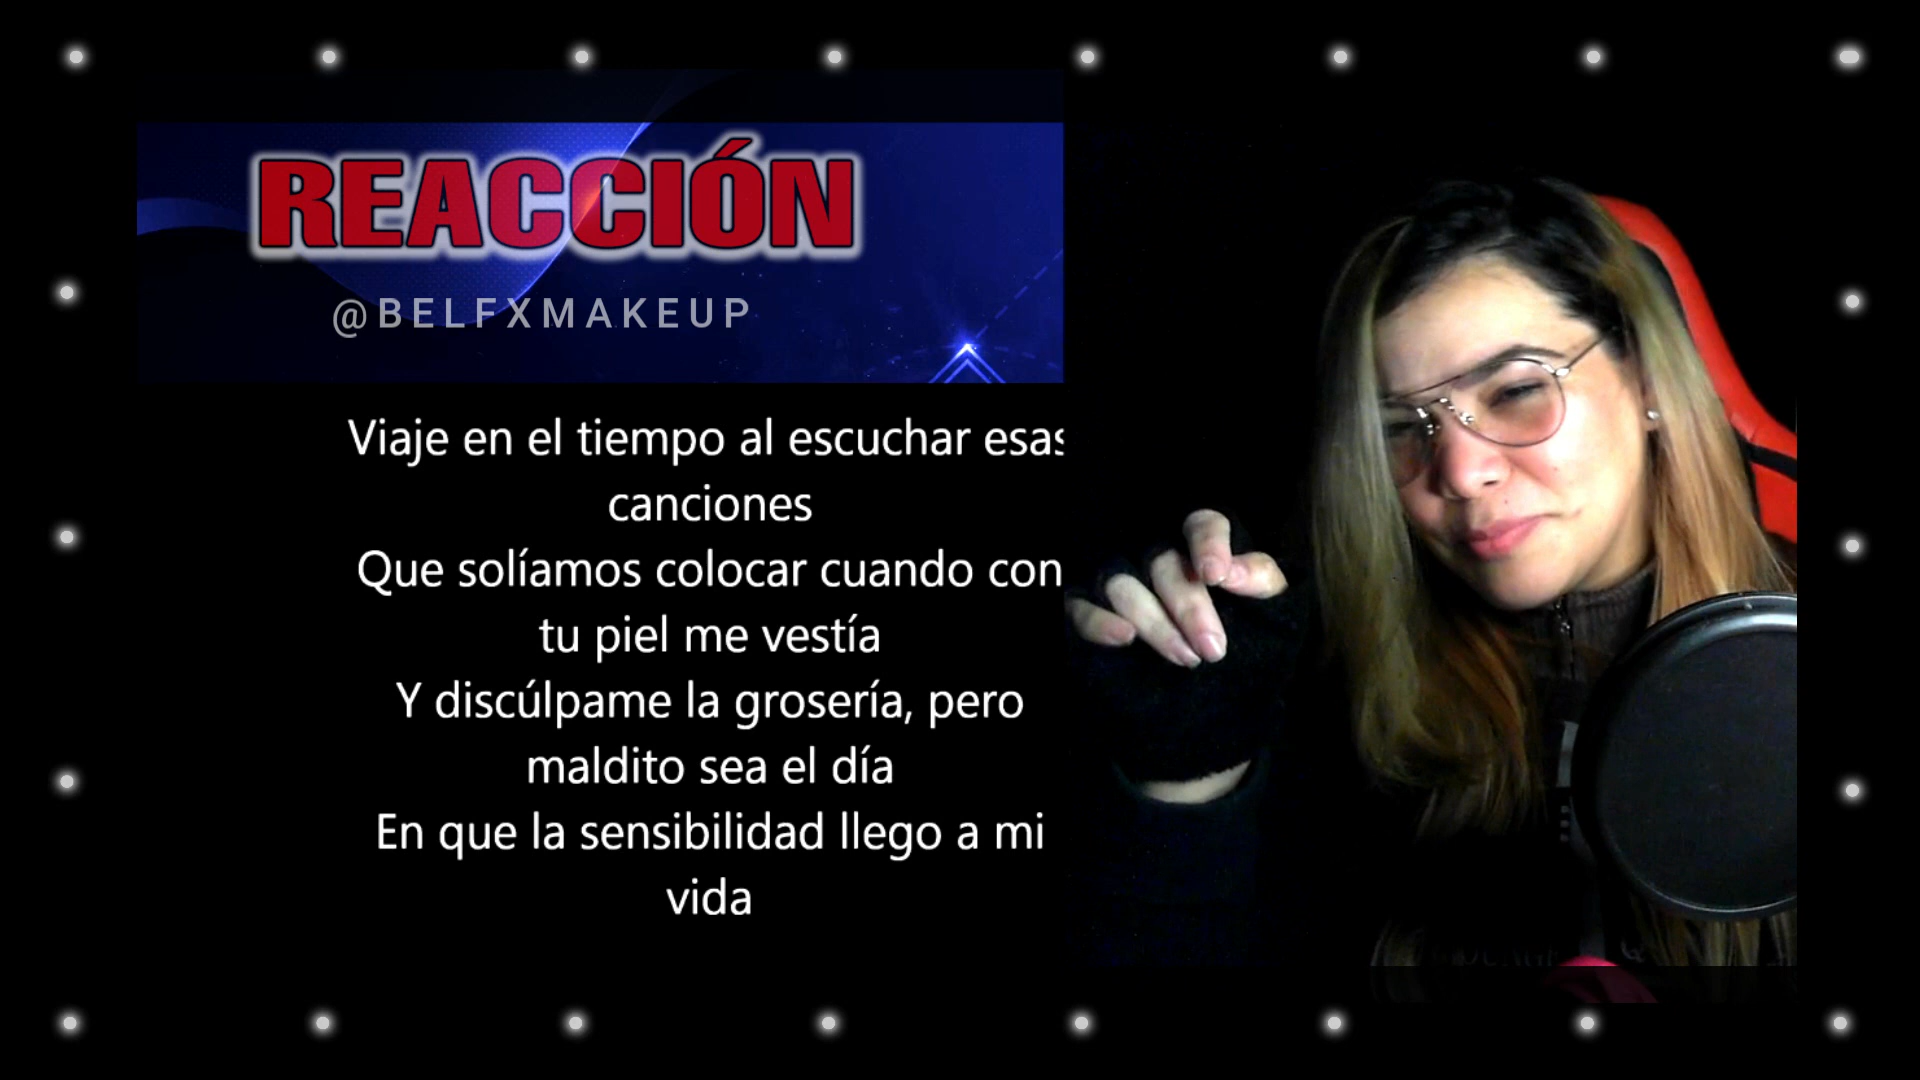 REACCIÓN
@BELFXMAKEUP
Viaje en el tiempo al escuchar esas
canciones
Que solíamos colocar cuando con
tu piel me vestía
Y discúlpame la grosería, pero
maldito sea el día
En que la sensibilidad llego a mi
vida